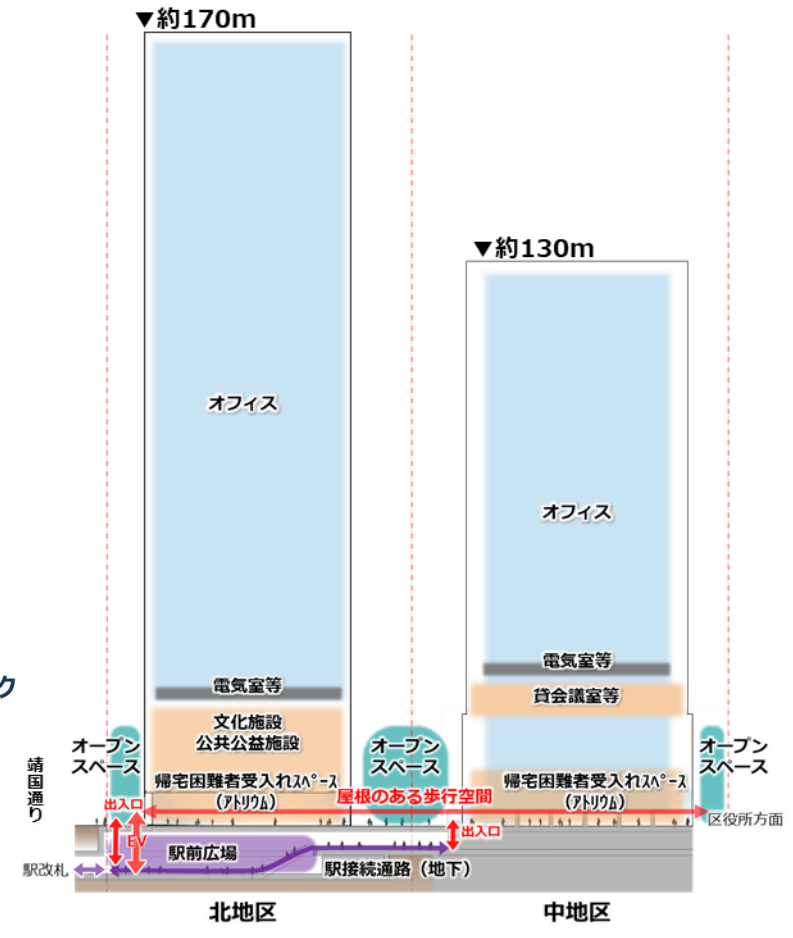 ▼約170m
▼約130m
オフィス
オフィス
電気室等
電気室等
貸会議室等
ク
文化施設
公共公益施設
オープン
スペース
オープン
スペース
オープン
スペース
靖国通り
帰宅困難者受入れｽﾍﾟｰｽ
（ｱﾄﾘｳﾑ）
帰宅困難者受入れｽﾍﾟｰｽ
（ｱﾄﾘｳﾑ）
屋根のある歩行空間
出入口
EV
出入口
区役所方面
駅前広場
駅改札
駅接続通路（地下）
北地区
中地区